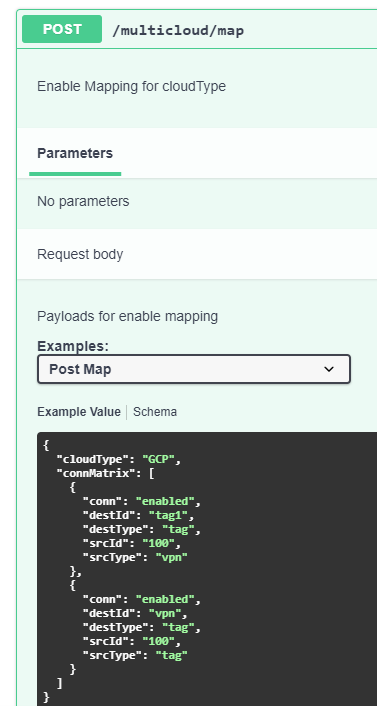 POST /multicloud/map
Enable Mapping for cloudType
Parameters
No parameters
Request body
Payloads for enable mapping
Examples:
Post Map
Example Value Schema
{
  "cloudType": "GCP",
  "connMatrix": [
    {
      "conn": "enabled",
      "destId": "tag1",
      "destType": "tag",
      "srcId": "100",
      "srcType": "vpn"
    },
    {
      "conn": "enabled",
      "destId": "vpn",
      "destType": "tag",
      "srcId": "100",
      "srcType": "tag"
    }
  ]
}